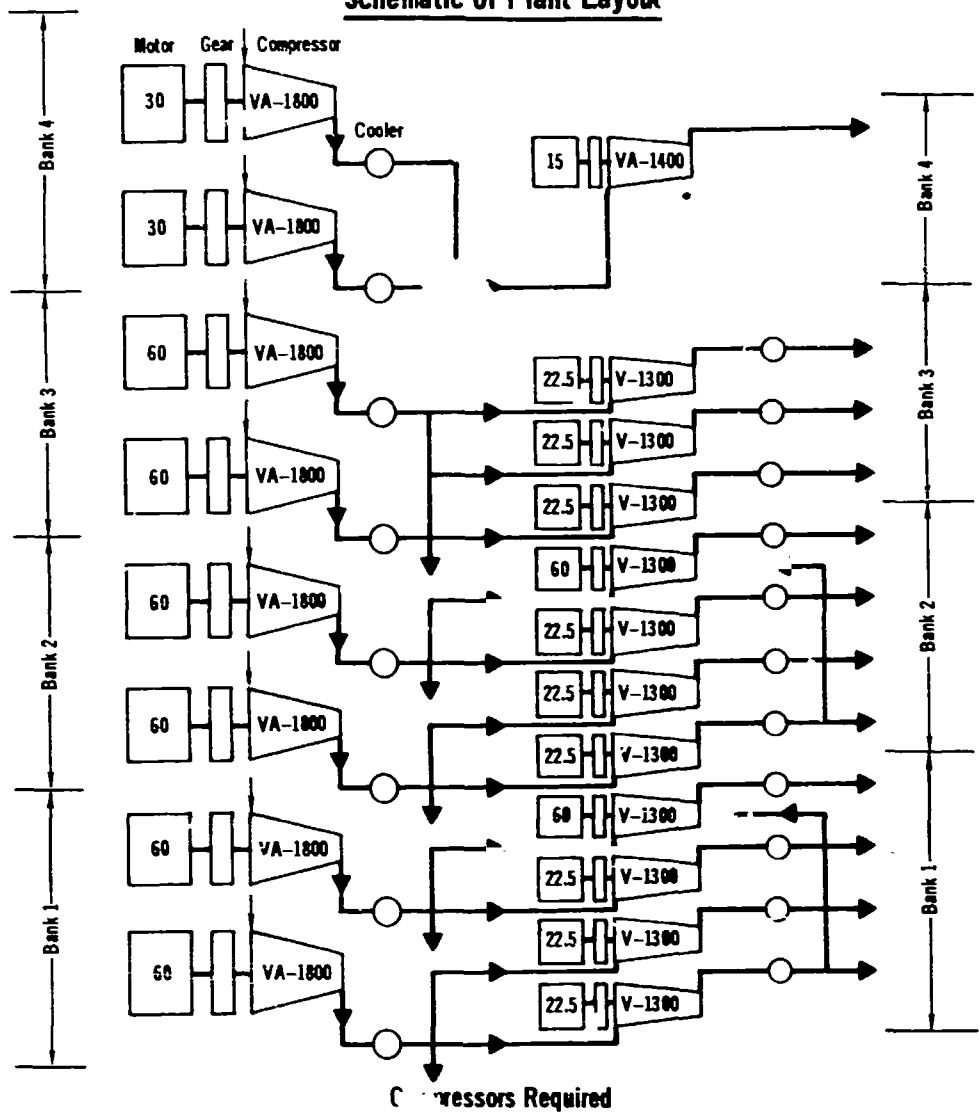 Schematic of Plant Layout
Motor Gear Compressor
30 VA-1800
Cooler
15 VA-1400
30 VA-1800
60 VA-1800
22.5 V-1300
22.5 V-1300
60 VA-1800
22.5 V-1300
60 V-1300
60 VA-1800
22.5 V-1300
22.5 V-1300
60 VA-1800
22.5 V-1300
60 V-1300
60 VA-1800
22.5 V-1300
22.5 V-1300
60 VA-1800
22.5 V-1300
Bank 4
Bank 3
Bank 2
Bank 1
Bank 4
Bank 3
Bank 2
Bank 1
Required